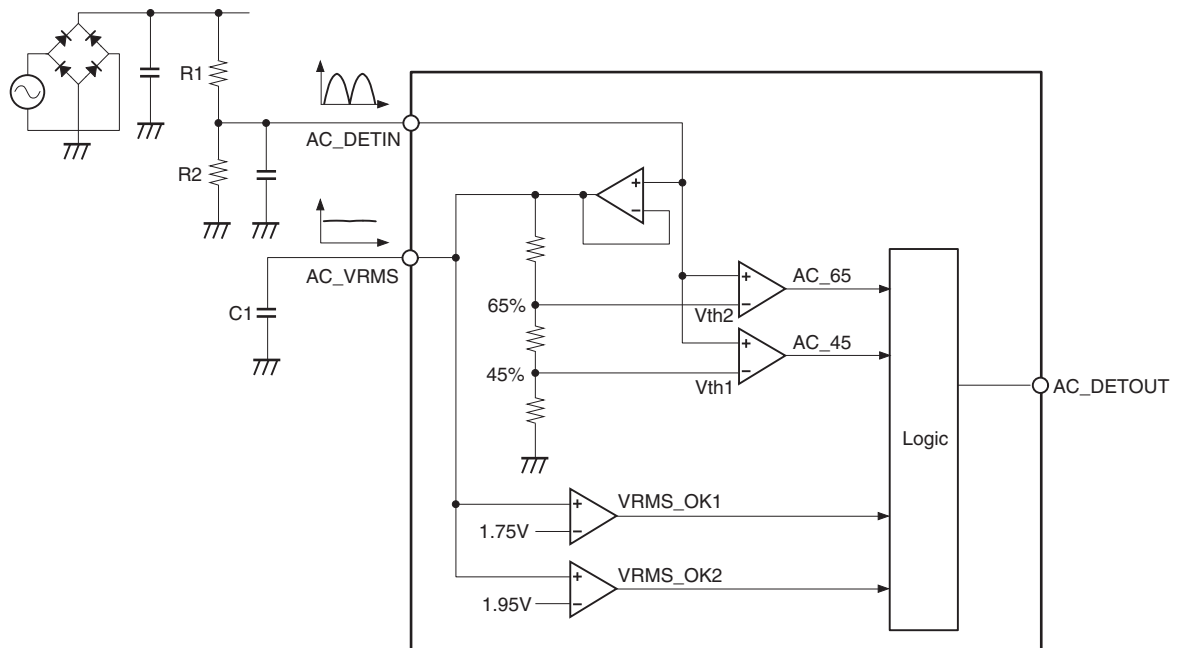 R1
AC_DETIN
R2
+
−
AC_VRMS
C1
65%
45%
+
−
Vth2
AC_65
+
−
Vth1
AC_45
Logic
AC_DETOUT
+
−
1.75V
VRMS_OK1
+
−
1.95V
VRMS_OK2